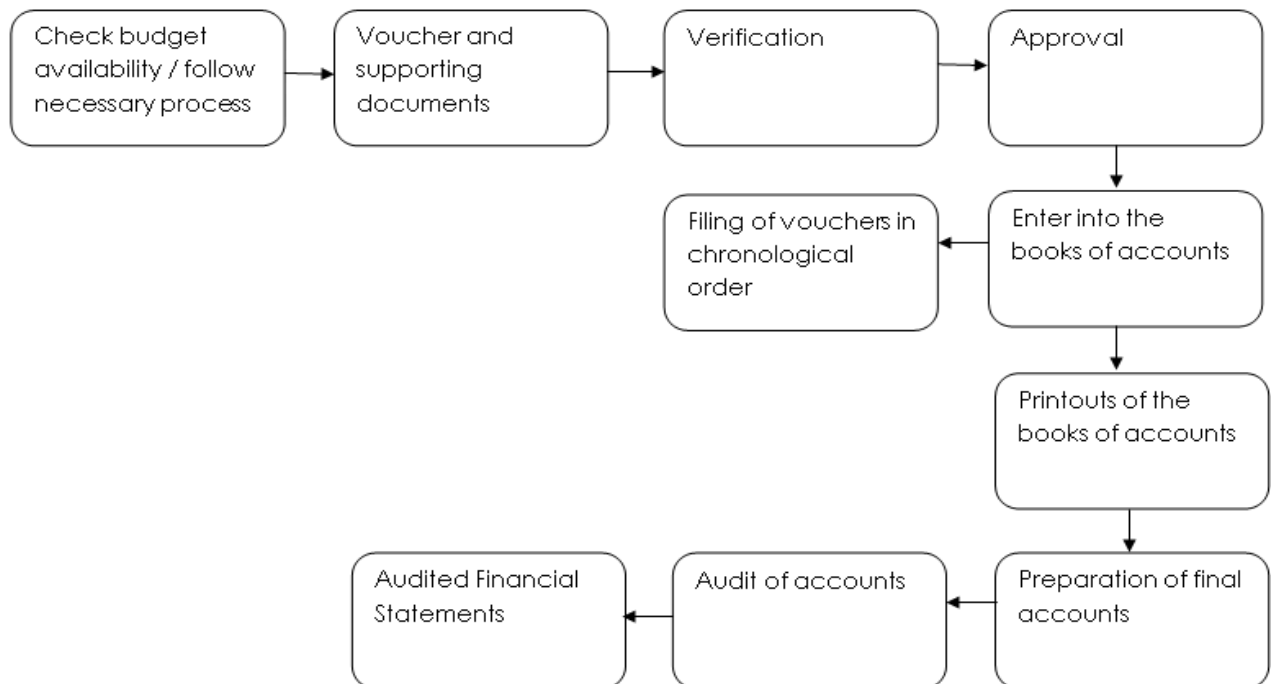 Check budget
availability / follow
necessary process
Voucher and
supporting
documents
Verification
Approval
Filing of vouchers in
chronological
order
Enter into the
books of accounts
Printouts of the
books of accounts
Audited Financial
Statements
Audit of accounts
Preparation of final
accounts